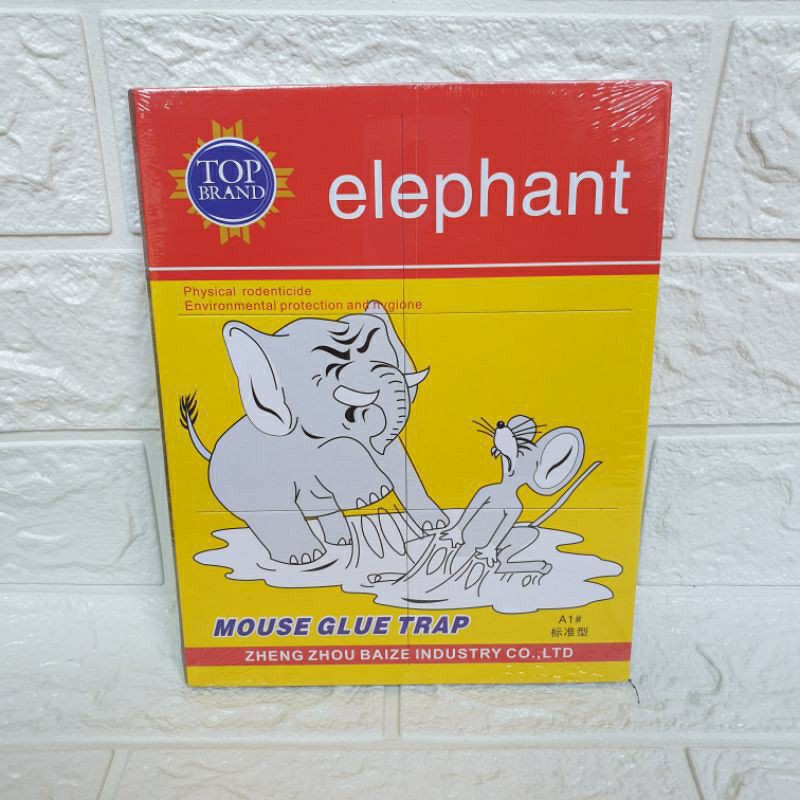 TOP
BRAND
elephant
Physical rodenticide
Environmental protection and hygione
MOUSE GLUE TRAP
A1#
标准型
ZHENG ZHOU BAIZE INDUSTRY CO.,LTD